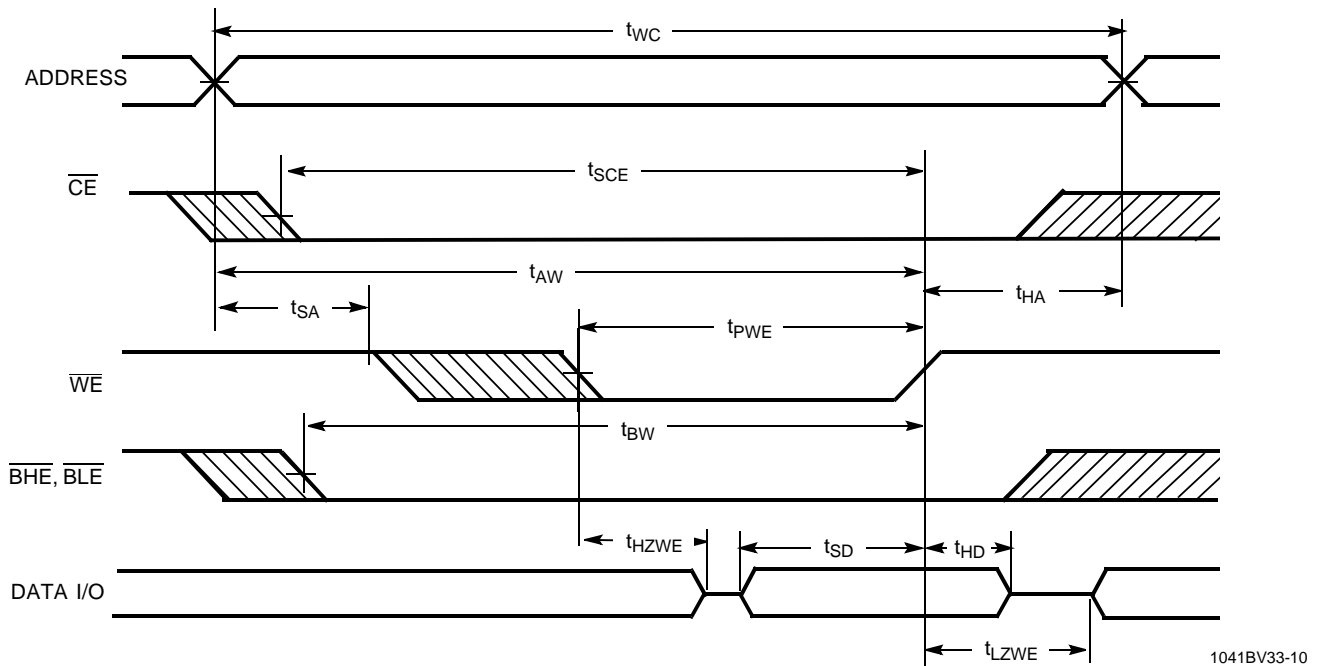 tWC
ADDRESS
tSCE
CE
tAW
tSA
tHA
tPWE
WE
tBW
BHE, BLE
tHZWE
tSD
tHD
DATA I/O
tLZWE
1041BV33-10